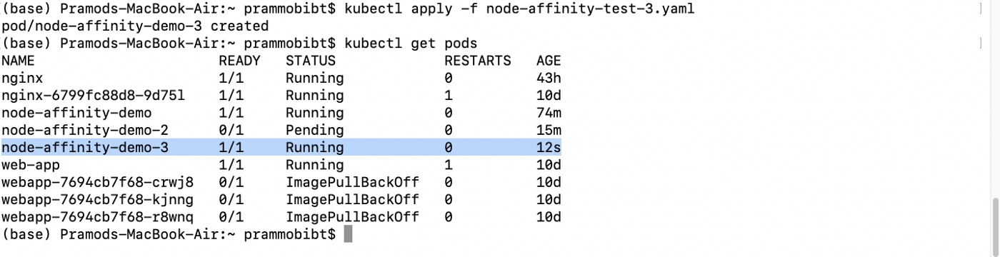 (base) Pramods-MacBook-Air:~ prammobibt$ kubectl apply -f node-affinity-test-3.yaml
pod/node-affinity-demo-3 created
(base) Pramods-MacBook-Air:~ prammobibt$ kubectl get pods
NAME READY STATUS RESTARTS AGE
nginx 1/1 Running 0 43h
nginx-6799fc88d8-9d75l 1/1 Running 1 10d
node-affinity-demo 1/1 Running 0 74m
node-affinity-demo-2 0/1 Pending 0 15m
node-affinity-demo-3 1/1 Running 0 12s
web-app 1/1 Running 1 10d
webapp-7694cb7f68-crwj8 0/1 ImagePullBackOff 0 10d
webapp-7694cb7f68-kjnng 0/1 ImagePullBackOff 0 10d
webapp-7694cb7f68-r8wnq 0/1 ImagePullBackOff 0 10d
(base) Pramods-MacBook-Air:~ prammobibt$